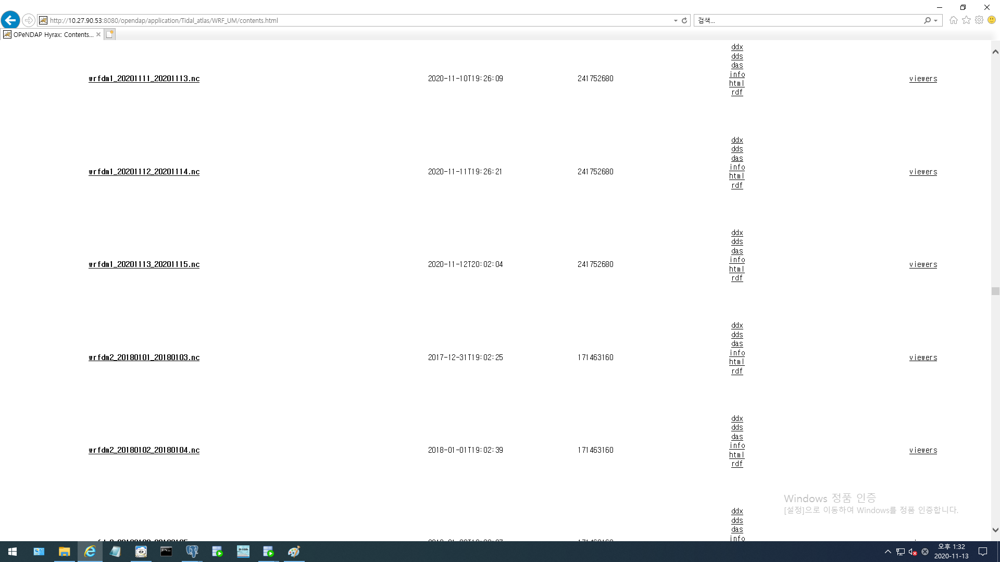 http://10.27.90.53:8080/opendap/application/Tidal_atlas/WRF_UM/contents.html
검색...
OPeNDAP Hyrax: Contents...
ddx
dds
das
wrfdm1_20201111_20201113.nc 2020-11-10T19:26:09 241752680 info viewers
html
rdf
ddx
dds
das
wrfdm1_20201112_20201114.nc 2020-11-11T19:26:21 241752680 info viewers
html
rdf
ddx
dds
das
wrfdm1_20201113_20201115.nc 2020-11-12T20:02:04 241752680 info viewers
html
rdf
ddx
dds
das
wrfdm2_20180101_20180103.nc 2017-12-31T19:02:25 171463160 info viewers
html
rdf
ddx
dds
das
wrfdm2_20180102_20180104.nc 2018-01-01T19:02:39 171463160 info viewers
html
rdf
Windows 정품 인증
[설정]으로 이동하여 Windows를 정품 인증합니다.
ddx
dds
das
info
S-100
오후 1:32
2020-11-13